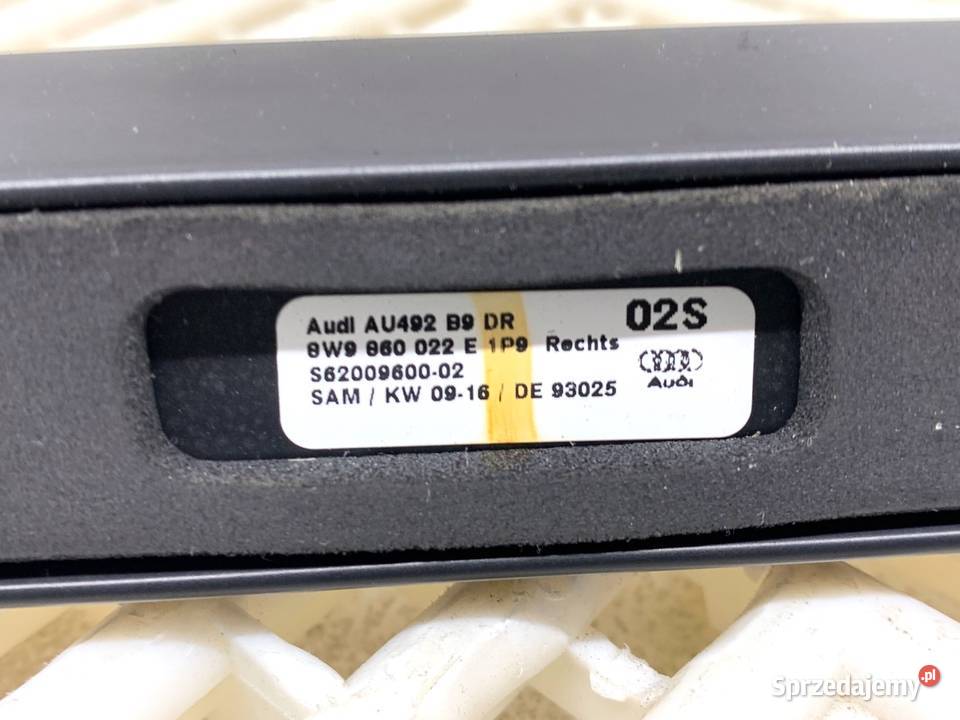 Audi AU492 B9 DR
02S
8W9 860 022 E 1P9 Rechts
S62009600-02
Audi
SAM / KW 09-16 / DE 93025
Sprzedajemy.pl